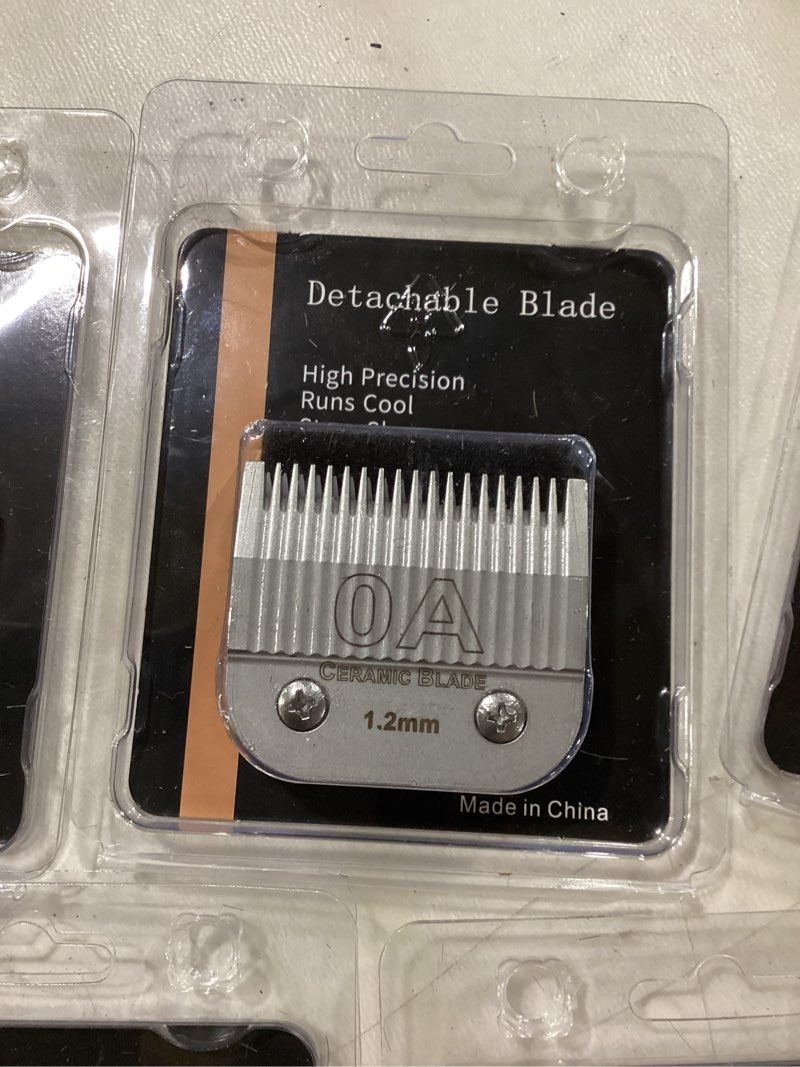 Detachable Blade
High Precision
Runs Cool
0A
CERAMIC BLADE
1.2mm
Made in China